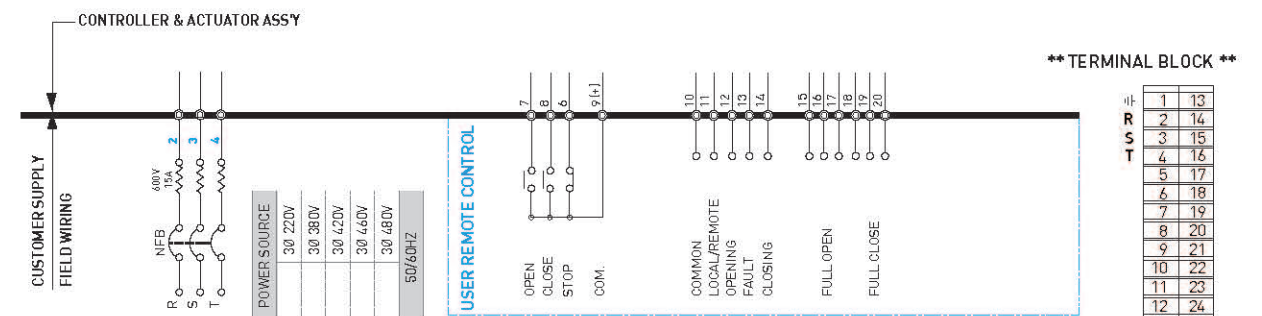 CONTROLLER & ACTUATOR ASS'Y
** TERMINAL BLOCK **
CUSTOMER SUPPLY
FIELD WIRING
2
3
4
600V
15A
NFB
R
S
T
POWER SOURCE
3Ø 220V
3Ø 380V
3Ø 420V
3Ø 460V
3Ø 480V
50/60HZ
USER REMOTE CONTROL
7
8
6
9 (+)
OPEN
CLOSE
STOP
COM.
10
11
12
13
14
COMMON
LOCAL/REMOTE
OPENING
FAULT
CLOSING
15
16
17
18
19
20
FULL OPEN
FULL CLOSE
1 13
R 2 14
S 3 15
T 4 16
5 17
6 18
7 19
8 20
9 21
10 22
11 23
12 24